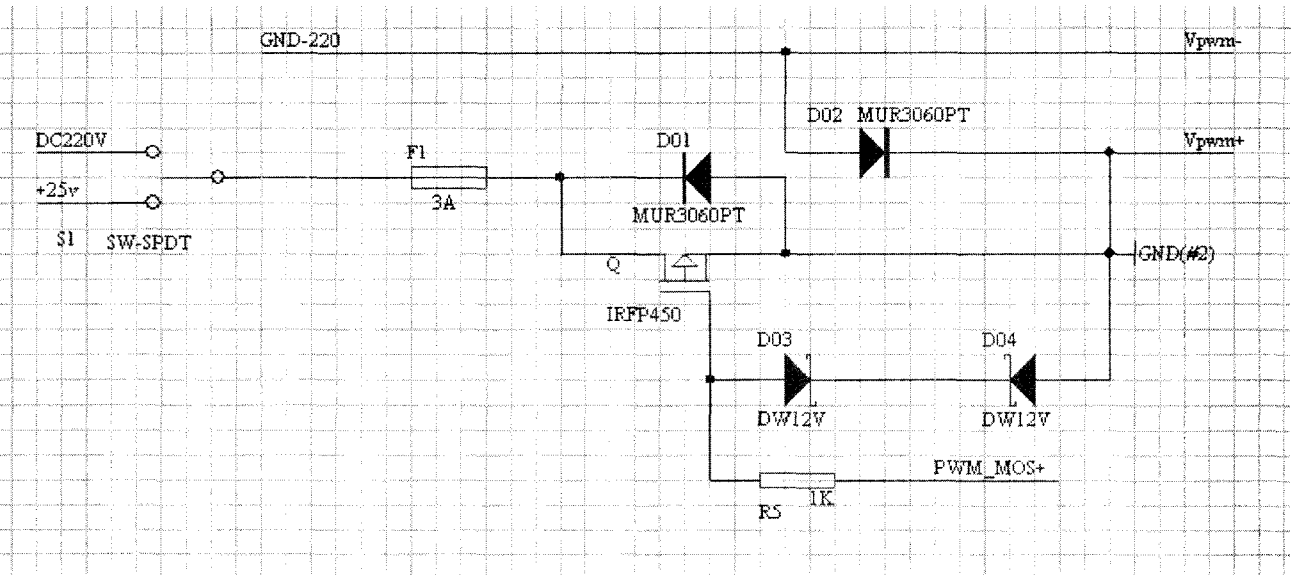 GND-220
Vpwm-
D02 MUR3060PT
DC220V
F1
D01
Vpwm+
+25v
3A
MUR3060PT
S1 SW-SPDT
Q
GND(#2)
IRFP450
D03
D04
DW12V
DW12V
PWM_MOS+
R5
1K